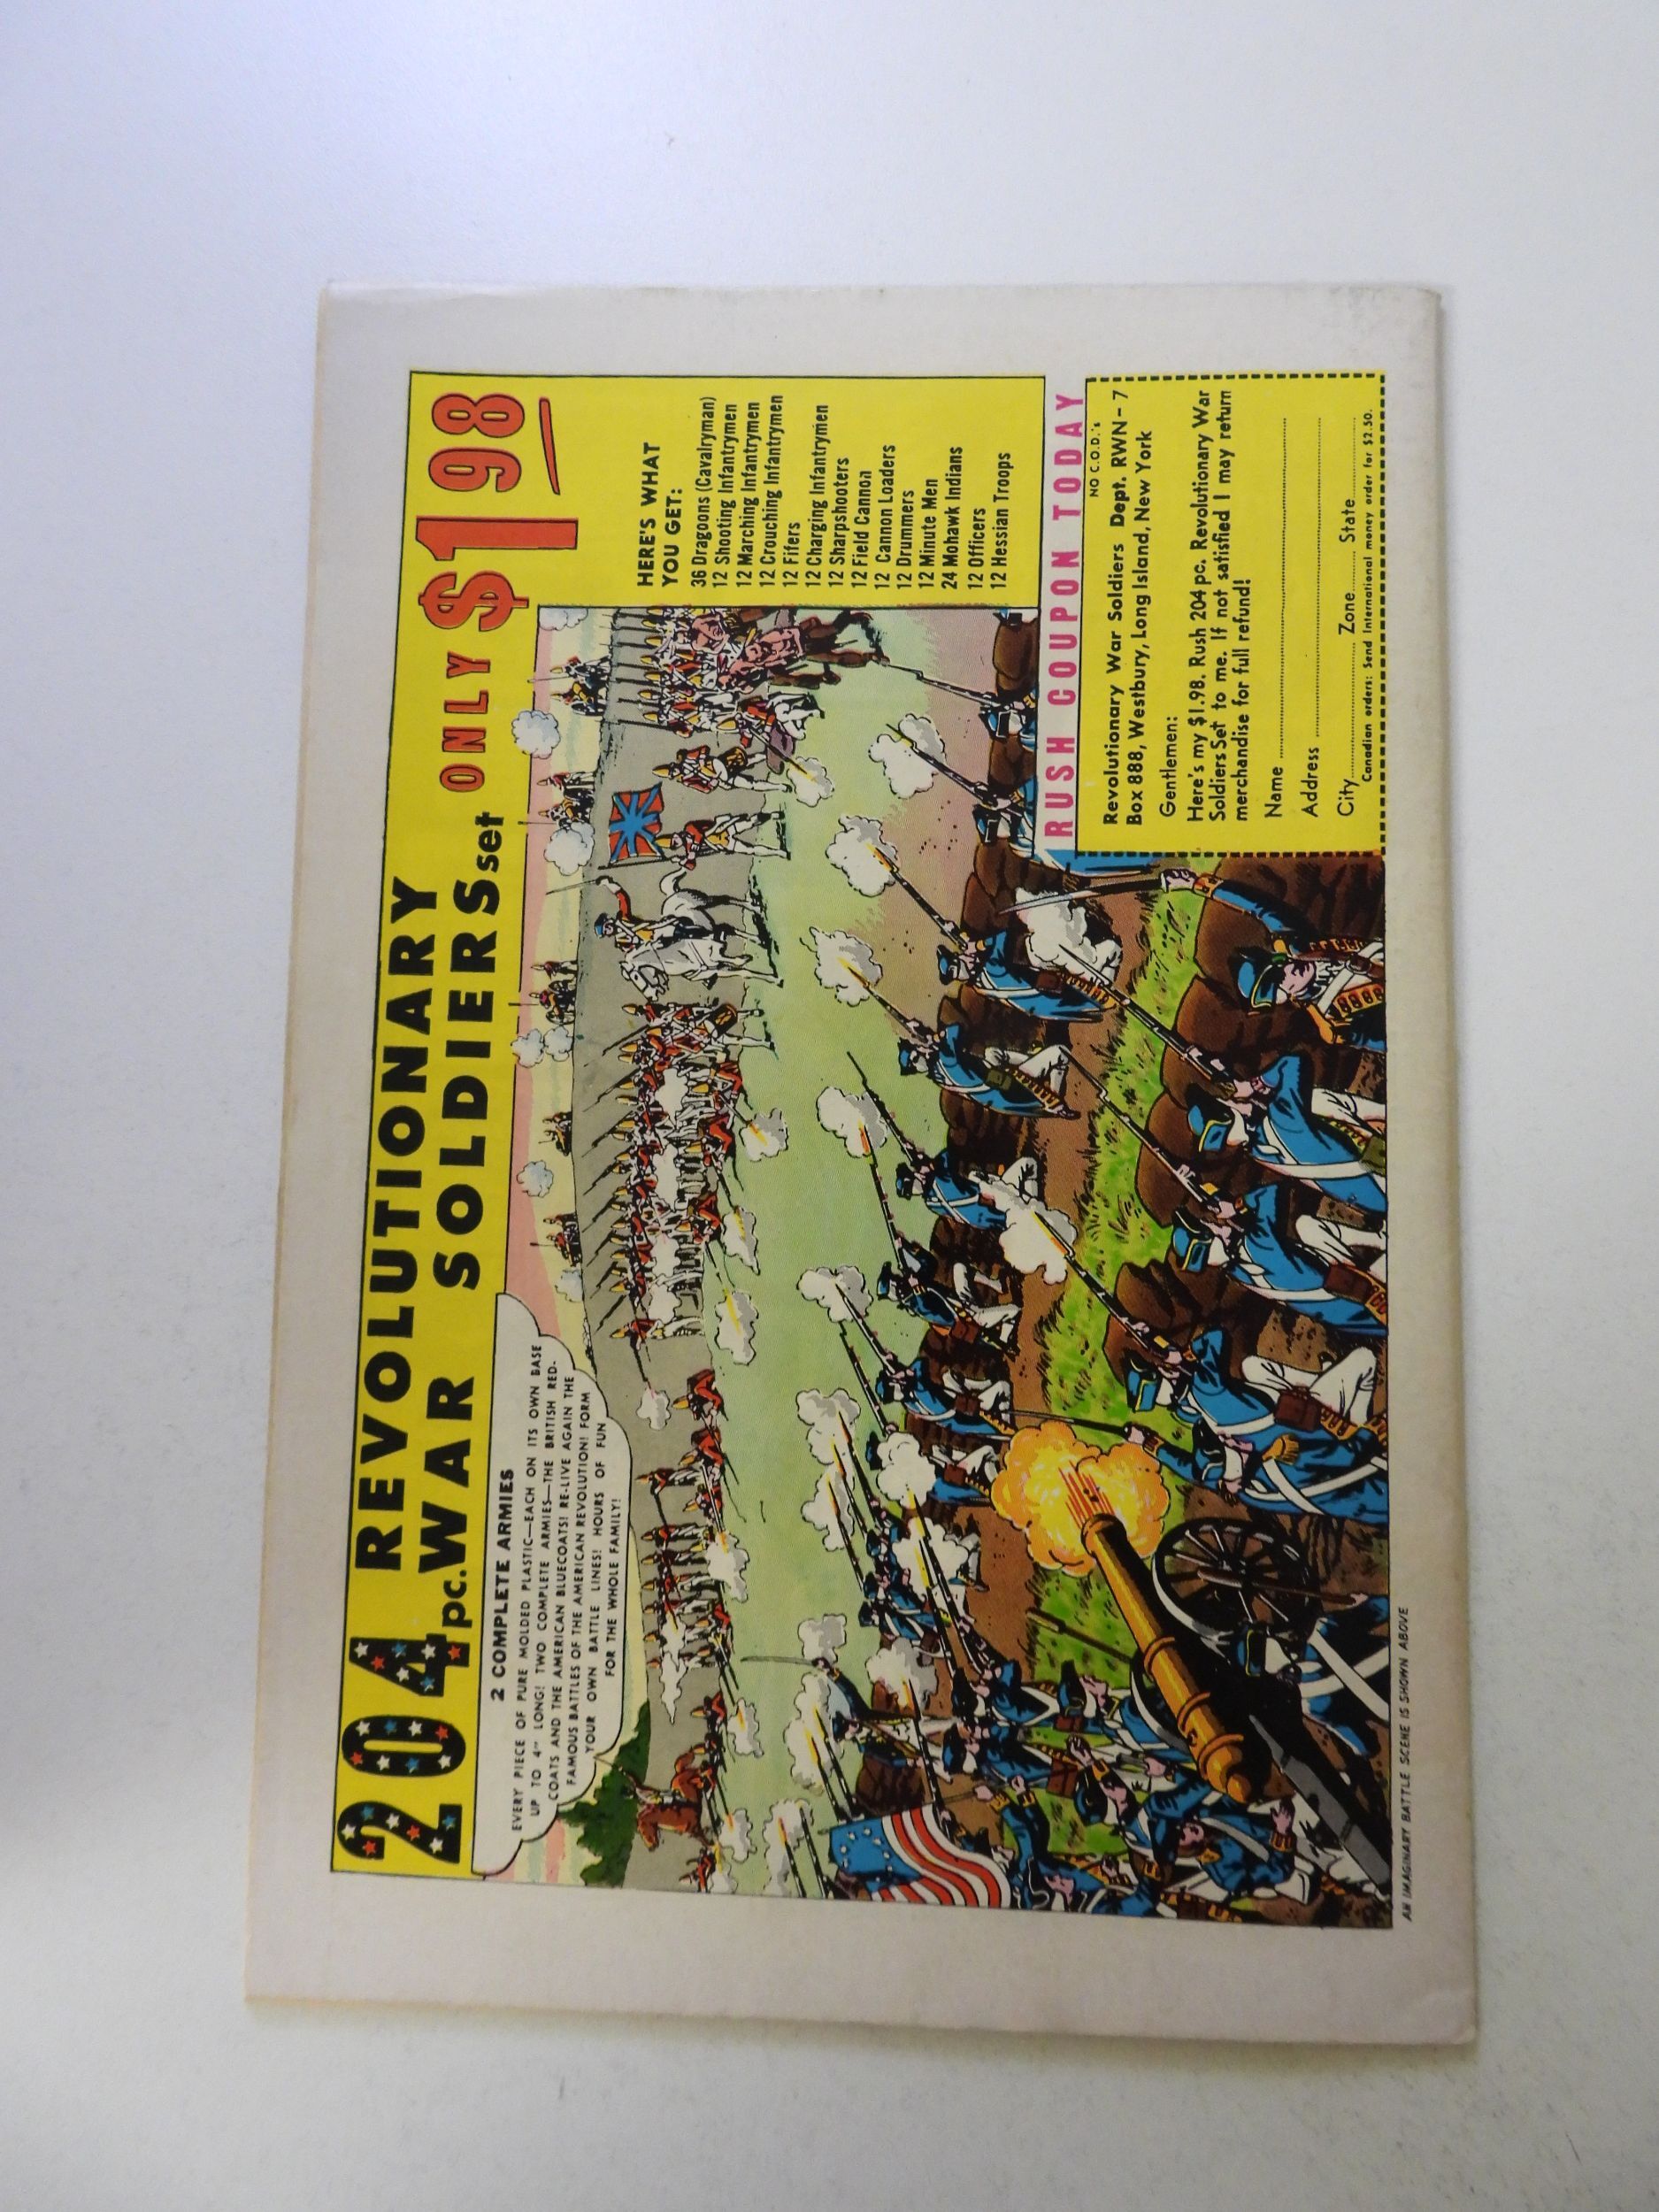 204 REVOLUTIONARY
pc. WAR SOLDIERS set ONLY $1 98
2 COMPLETE ARMIES
EVERY PIECE OF PURE MOLDED PLASTIC—EACH ON ITS OWN BASE
UP TO 4" LONG! TWO COMPLETE ARMIES—THE BRITISH RED-
COATS AND THE AMERICAN BLUECOATS! RE-LIVE AGAIN THE
FAMOUS BATTLES OF THE AMERICAN REVOLUTION! FORM
YOUR OWN BATTLE LINES! HOURS OF FUN
FOR THE WHOLE FAMILY!
HERE'S WHAT
YOU GET:
36 Dragoons (Cavalryman)
12 Shooting Infantrymen
12 Marching Infantrymen
12 Crouching Infantrymen
12 Fifers
12 Charging Infantrymen
12 Sharpshooters
12 Field Cannon
12 Cannon Loaders
12 Drummers
12 Minute Men
24 Mohawk Indians
12 Officers
12 Hessian Troops
RUSH COUPON TODAY
NO C.O.D.'s
Revolutionary War Soldiers Dept. RWN-7
Box 888, Westbury, Long Island, New York
Gentlemen:
Here's my $1.98. Rush 204 pc. Revolutionary War
Soldiers Set to me. If not satisfied I may return
merchandise for full refund!
Name
Address
City Zone State
Canadian orders: Send International money order for $2.50.
AN IMAGINARY BATTLE SCENE IS SHOWN ABOVE